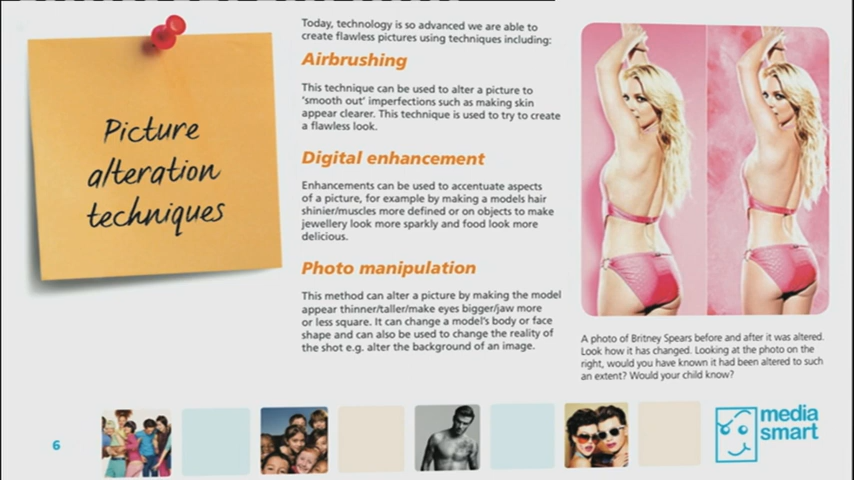 Picture
alteration
techniques
Today, technology is so advanced we are able to
create flawless pictures using techniques including:
Airbrushing
This technique can be used to alter a picture to
'smooth out' imperfections such as making skin
appear clearer. This technique is used to try to create
a flawless look.
Digital enhancement
Enhancements can be used to accentuate aspects
of a picture, for example by making a models hair
shinier/muscles more defined or on objects to make
jewellery look more sparkly and food look more
delicious.
Photo manipulation
This method can alter a picture by making the model
appear thinner/taller/make eyes bigger/jaw more
or less square. It can change a model's body or face
shape and can also be used to change the reality of
the shot e.g. alter the background of an image.
A photo of Britney Spears before and after it was altered.
Look how it has changed. Looking at the photo on the
right, would you have known it had been altered to such
an extent? Would your child know?
6
media
smart